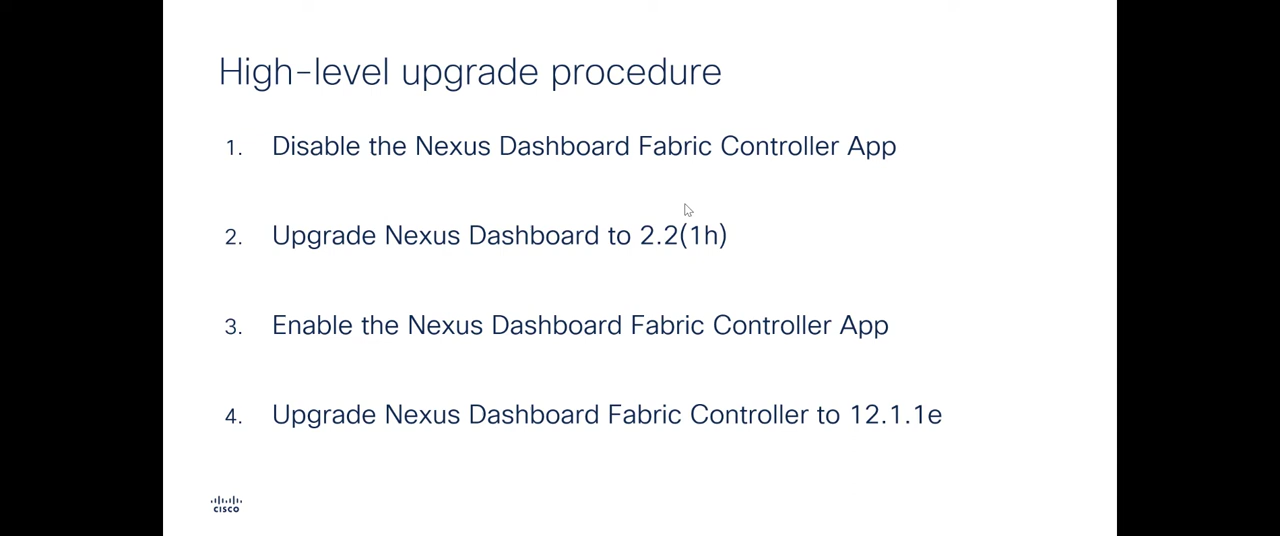 High-level upgrade procedure
1. Disable the Nexus Dashboard Fabric Controller App
2. Upgrade Nexus Dashboard to 2.2(1h)
3. Enable the Nexus Dashboard Fabric Controller App
4. Upgrade Nexus Dashboard Fabric Controller to 12.1.1e
CISCO